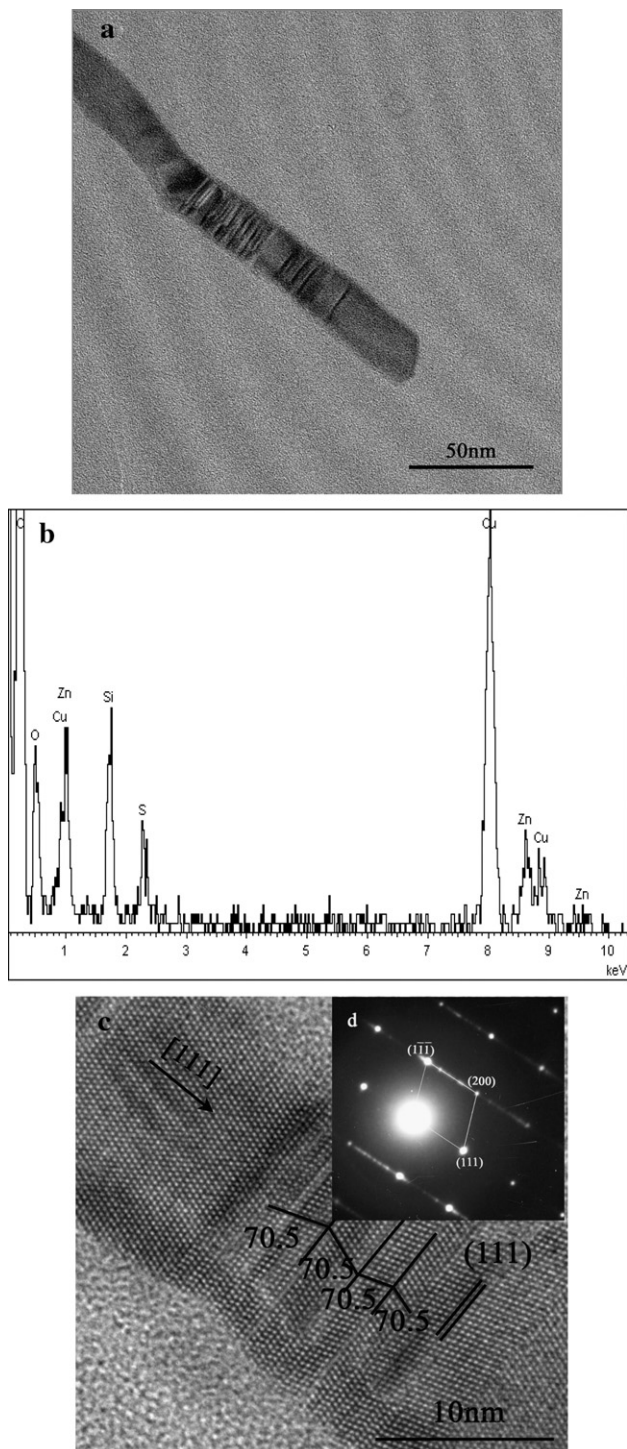 a
50nm
b
C
Cu
Zn
Si
Cu
O
S
Zn
Cu
Zn
1 2 3 4 5 6 7 8 9 10
keV
c
d
[111]
(11̅1̅)
(200)
(111)
70.5
70.5
70.5
70.5
(111)
10nm